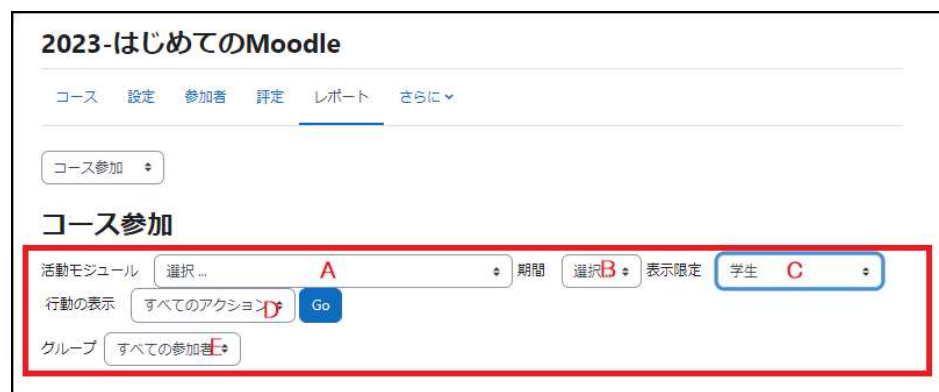 2023-はじめてのMoodle
コース 設定 参加者 評定 レポート さらに
コース参加
コース参加
活動モジュール 選択 ... A 期間 選択 B 表示限定 学生 C
行動の表示 すべてのアクション D Go
グループ すべての参加者 E